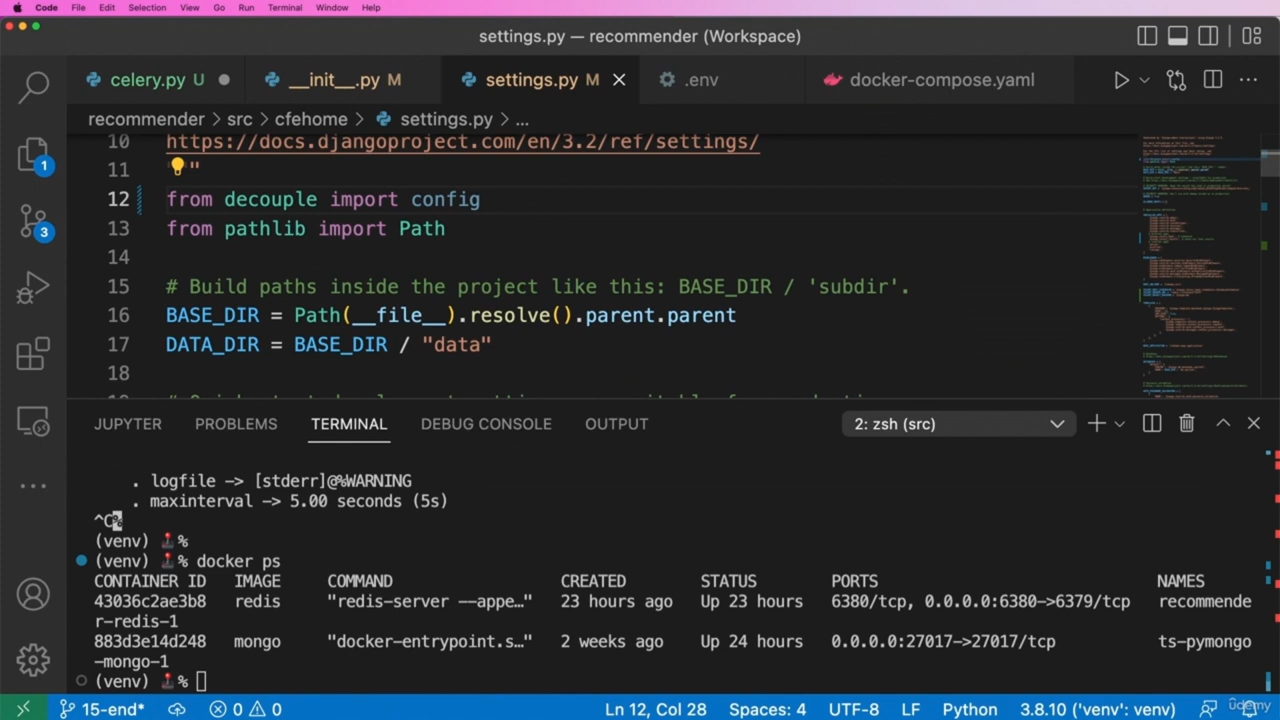 Code File Edit Selection View Go Run Terminal Window Help
settings.py — recommender (Workspace)
celery.py U __init__.py M settings.py M .env docker-compose.yaml
recommender > src > cfehome > settings.py > ...
10 https://docs.djangoproject.com/en/3.2/ref/settings/
11 "
12 from decouple import config
13 from pathlib import Path
14
15 # Build paths inside the project like this: BASE_DIR / 'subdir'.
16 BASE_DIR = Path(__file__).resolve().parent.parent
17 DATA_DIR = BASE_DIR / "data"
18
1
3
JUPYTER PROBLEMS TERMINAL DEBUG CONSOLE OUTPUT 2: zsh (src)
. logfile -> [stderr]@%WARNING
. maxinterval -> 5.00 seconds (5s)
^C%
(venv) %
(venv) % docker ps
CONTAINER ID IMAGE COMMAND CREATED STATUS PORTS NAMES
43036c2ae3b8 redis "redis-server --appe…" 23 hours ago Up 23 hours 6380/tcp, 0.0.0.0:6380->6379/tcp recommende
r-redis-1
883d3e14d248 mongo "docker-entrypoint.s…" 2 weeks ago Up 24 hours 0.0.0.0:27017->27017/tcp ts-pymongo
-mongo-1
(venv) %
15-end* 0 0 Ln 12, Col 28 Spaces: 4 UTF-8 LF Python 3.8.10 ('venv': venv)
udemy